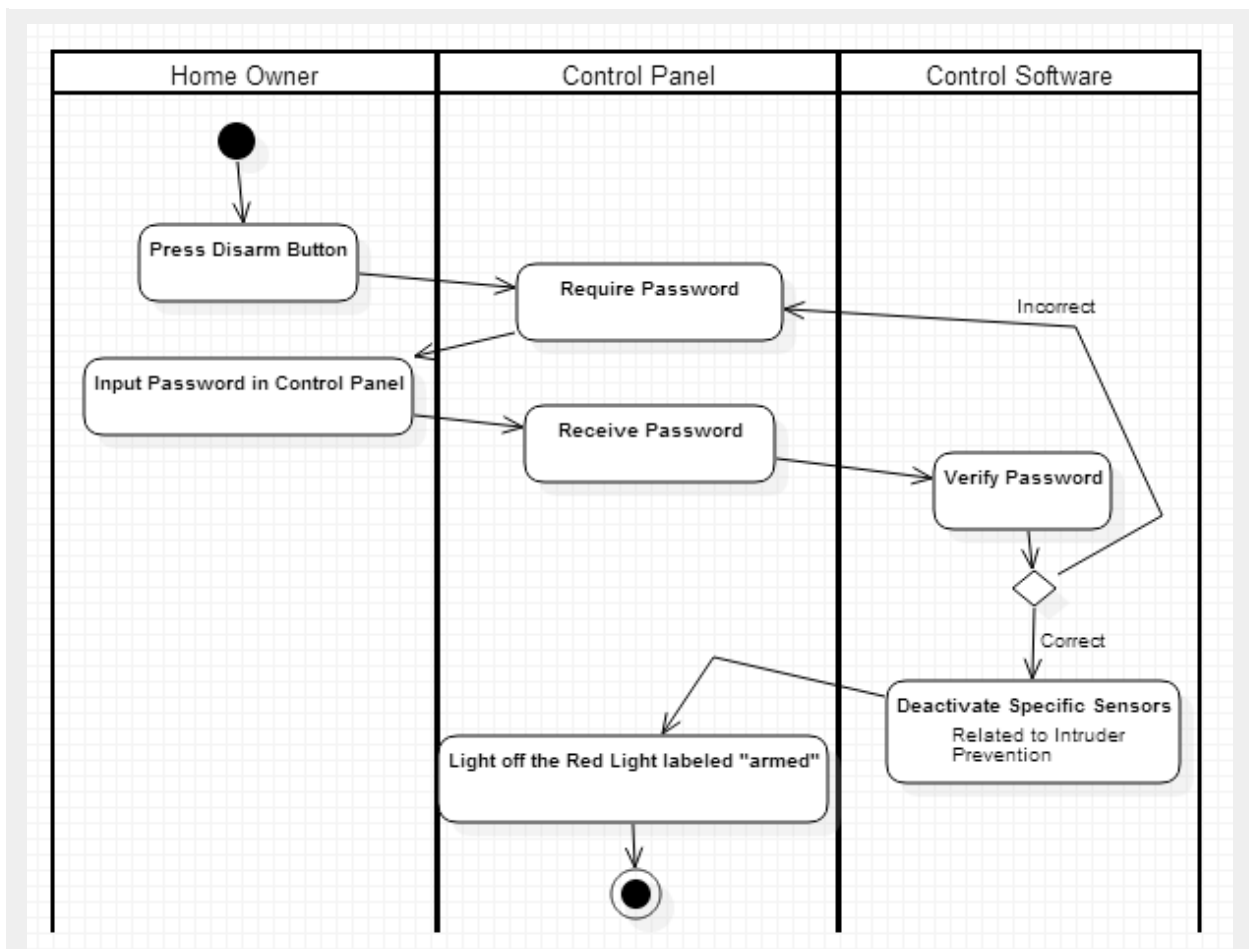 Home Owner
Control Panel
Control Software
Press Disarm Button
Require Password
Incorrect
Input Password in Control Panel
Receive Password
Verify Password
Correct
Deactivate Specific Sensors
Related to Intruder
Prevention
Light off the Red Light labeled "armed"